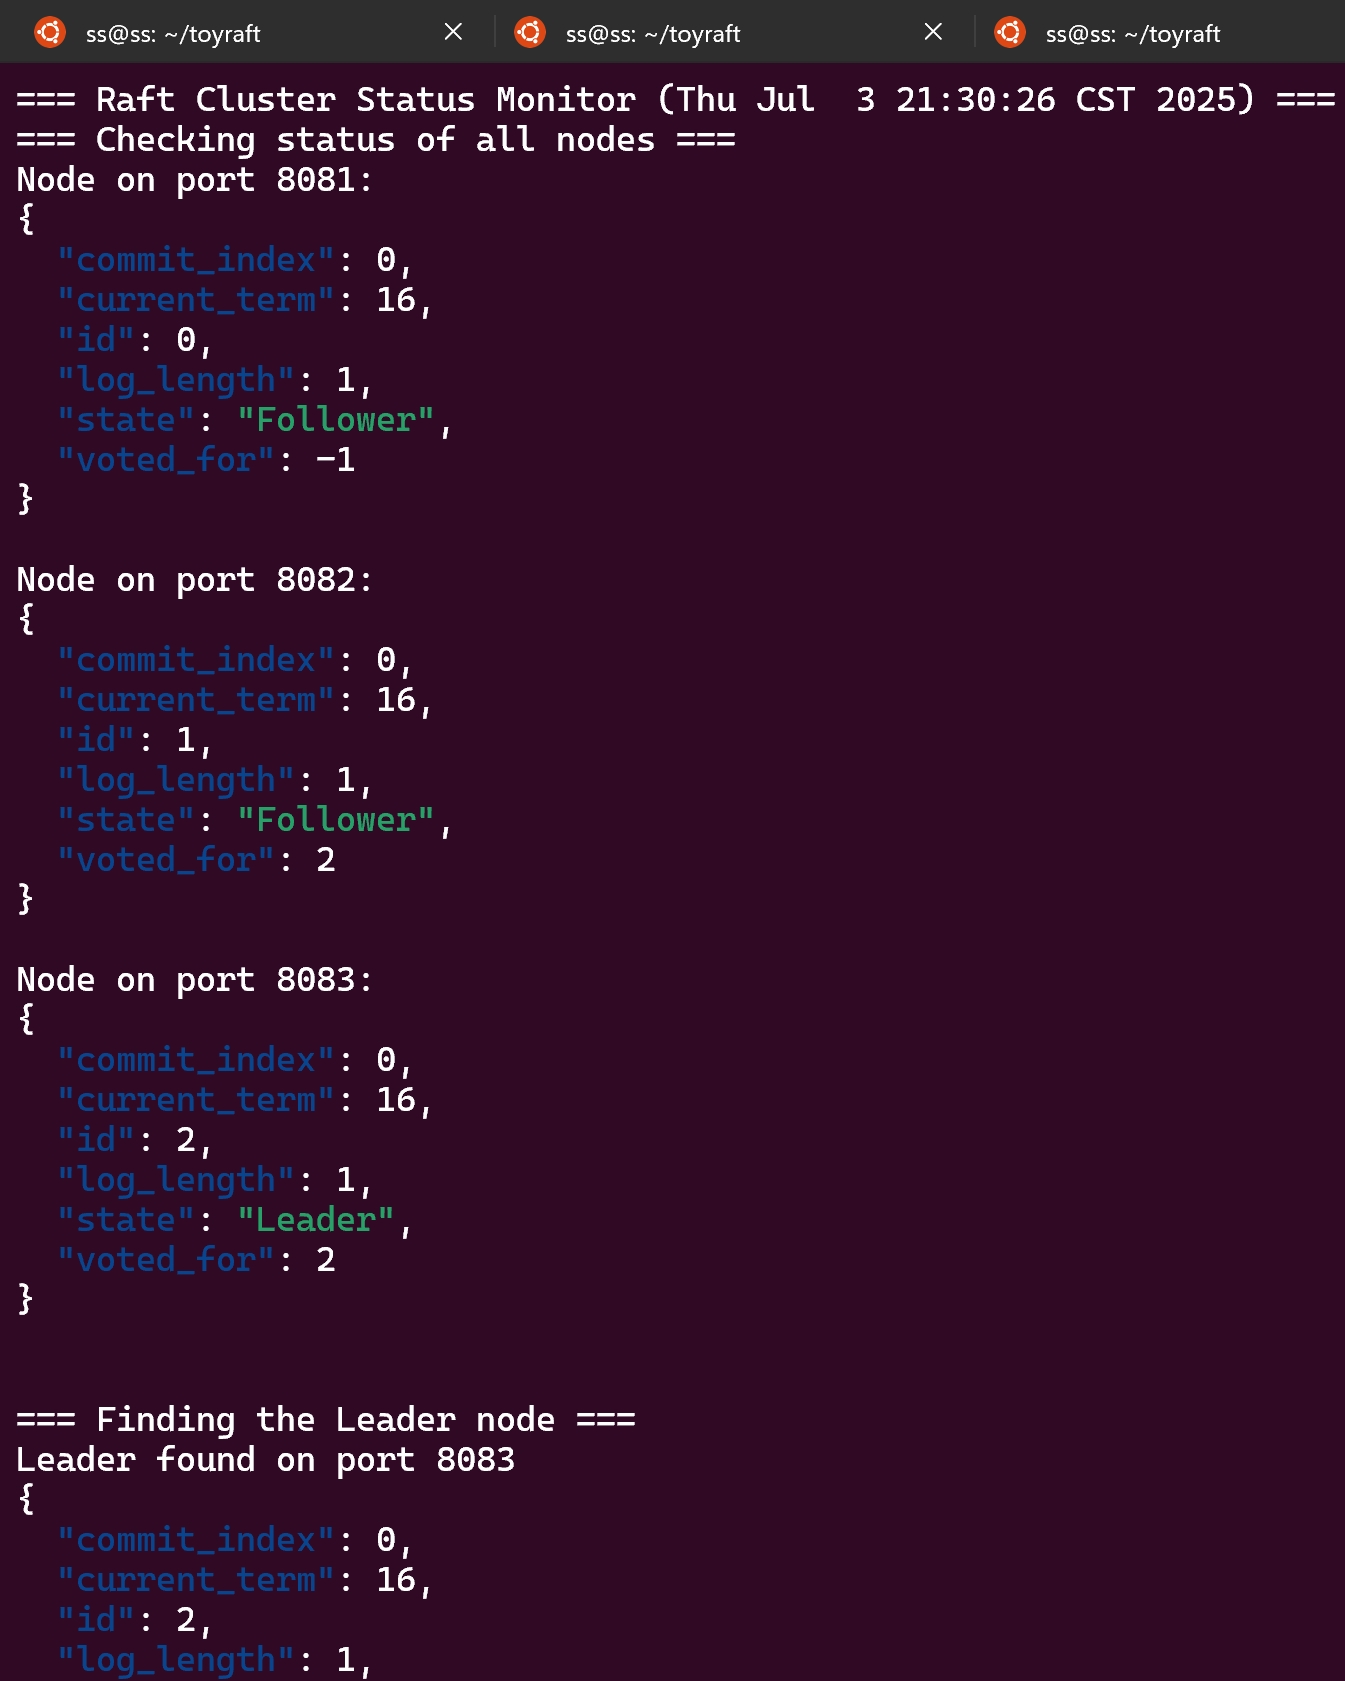 ss@ss: ~/toyraft ss@ss: ~/toyraft ss@ss: ~/toyraft
=== Raft Cluster Status Monitor (Thu Jul  3 21:30:26 CST 2025) ===
=== Checking status of all nodes ===
Node on port 8081:
{
  "commit_index": 0,
  "current_term": 16,
  "id": 0,
  "log_length": 1,
  "state": "Follower",
  "voted_for": -1
}

Node on port 8082:
{
  "commit_index": 0,
  "current_term": 16,
  "id": 1,
  "log_length": 1,
  "state": "Follower",
  "voted_for": 2
}

Node on port 8083:
{
  "commit_index": 0,
  "current_term": 16,
  "id": 2,
  "log_length": 1,
  "state": "Leader",
  "voted_for": 2
}

=== Finding the Leader node ===
Leader found on port 8083
{
  "commit_index": 0,
  "current_term": 16,
  "id": 2,
  "log_length": 1,